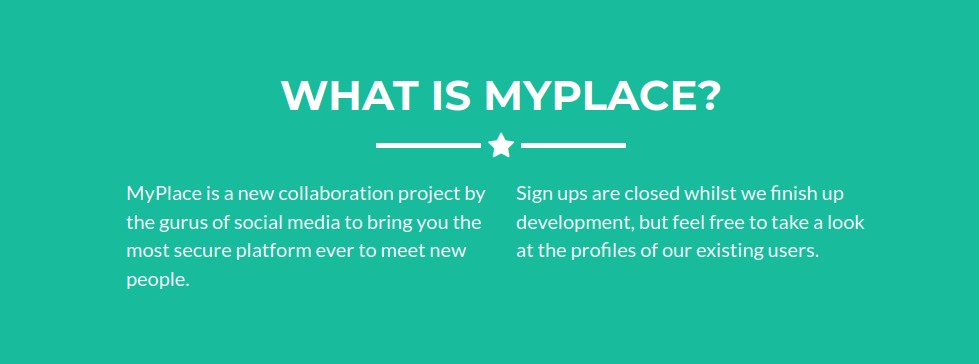 WHAT IS MYPLACE?
MyPlace is a new collaboration project by
the gurus of social media to bring you the
most secure platform ever to meet new
people.
Sign ups are closed whilst we finish up
development, but feel free to take a look
at the profiles of our existing users.